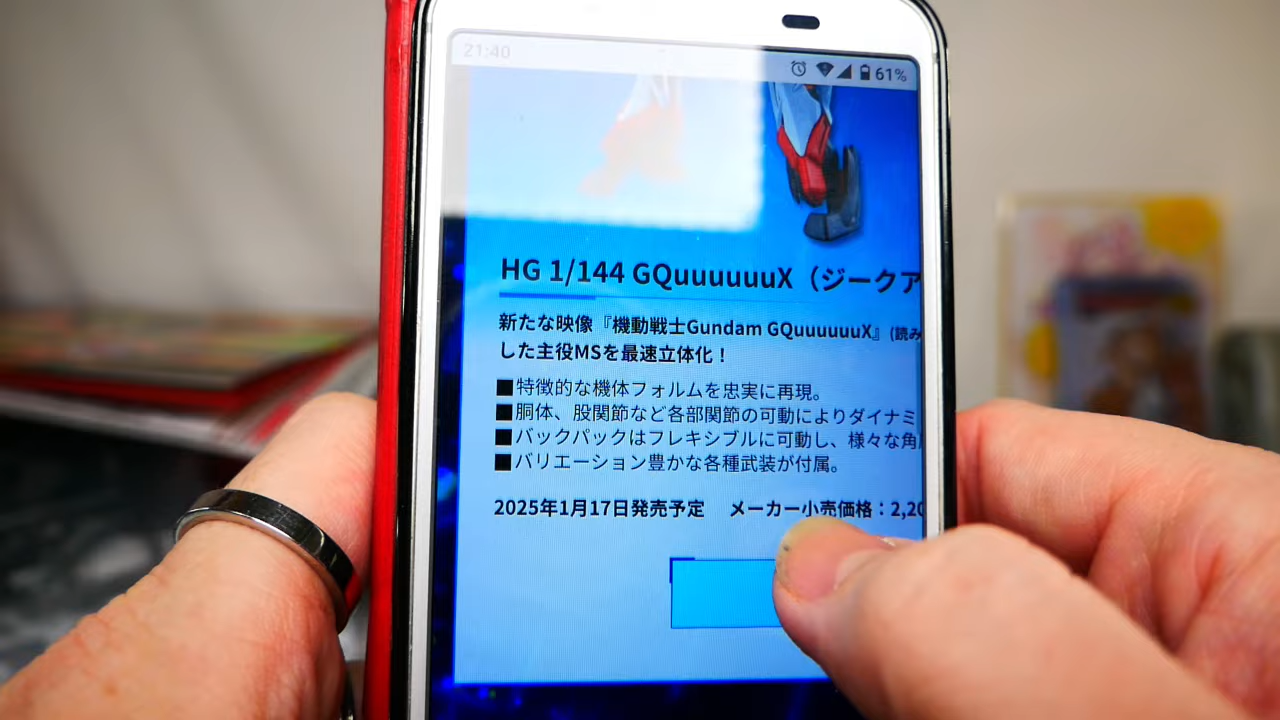 21:40
61%
HG 1/144 GQuuuuuuX（ジークア
新たな映像『機動戦士Gundam GQuuuuuuX』(読み
した主役MSを最速立体化！
■特徴的な機体フォルムを忠実に再現。
■胴体、股関節など各部関節の可動によりダイナミ
■バックパックはフレキシブルに可動し、様々な角
■バリエーション豊かな各種武装が付属。
2025年1月17日発売予定　メーカー小売価格：2,20